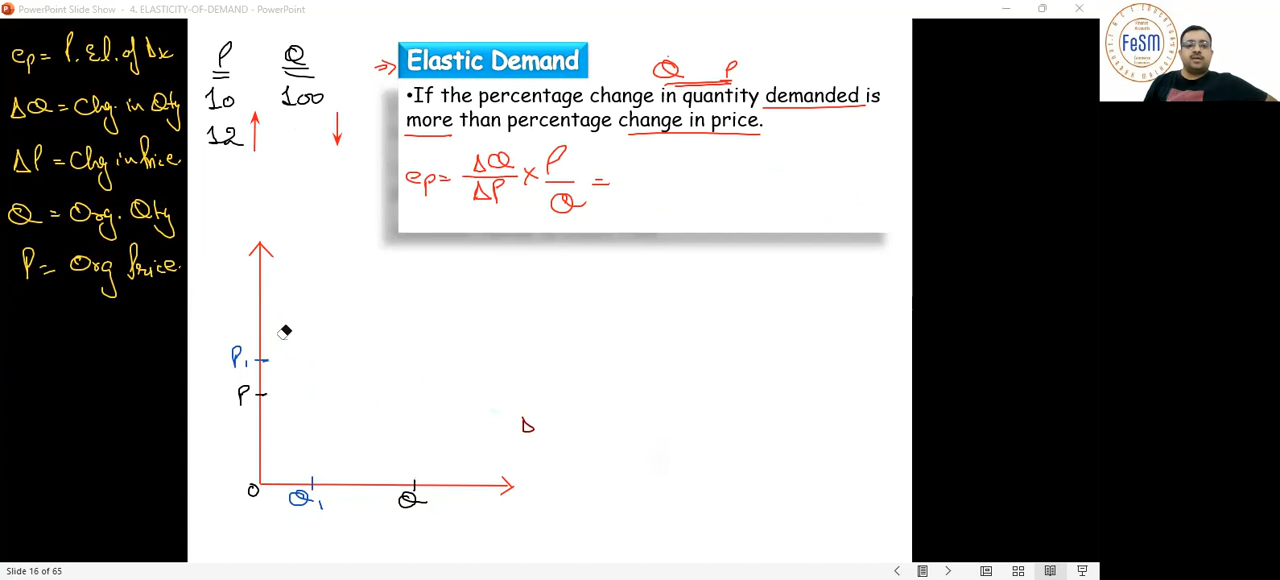 PowerPoint Slide Show - 4. ELASTICITY-OF-DEMAND - PowerPoint
ep = P. El. of Dx
ΔQ = Chg. in Qty
ΔP = Chg in Price
Q = Org. Qty
P = Org Price
P Q
10 100
12
Elastic Demand
Q P
•If the percentage change in quantity demanded is
more than percentage change in price.
ep = ΔQ/ΔP × P/Q =
P1
P
D
O Q1 Q
FeSM
Slide 16 of 65